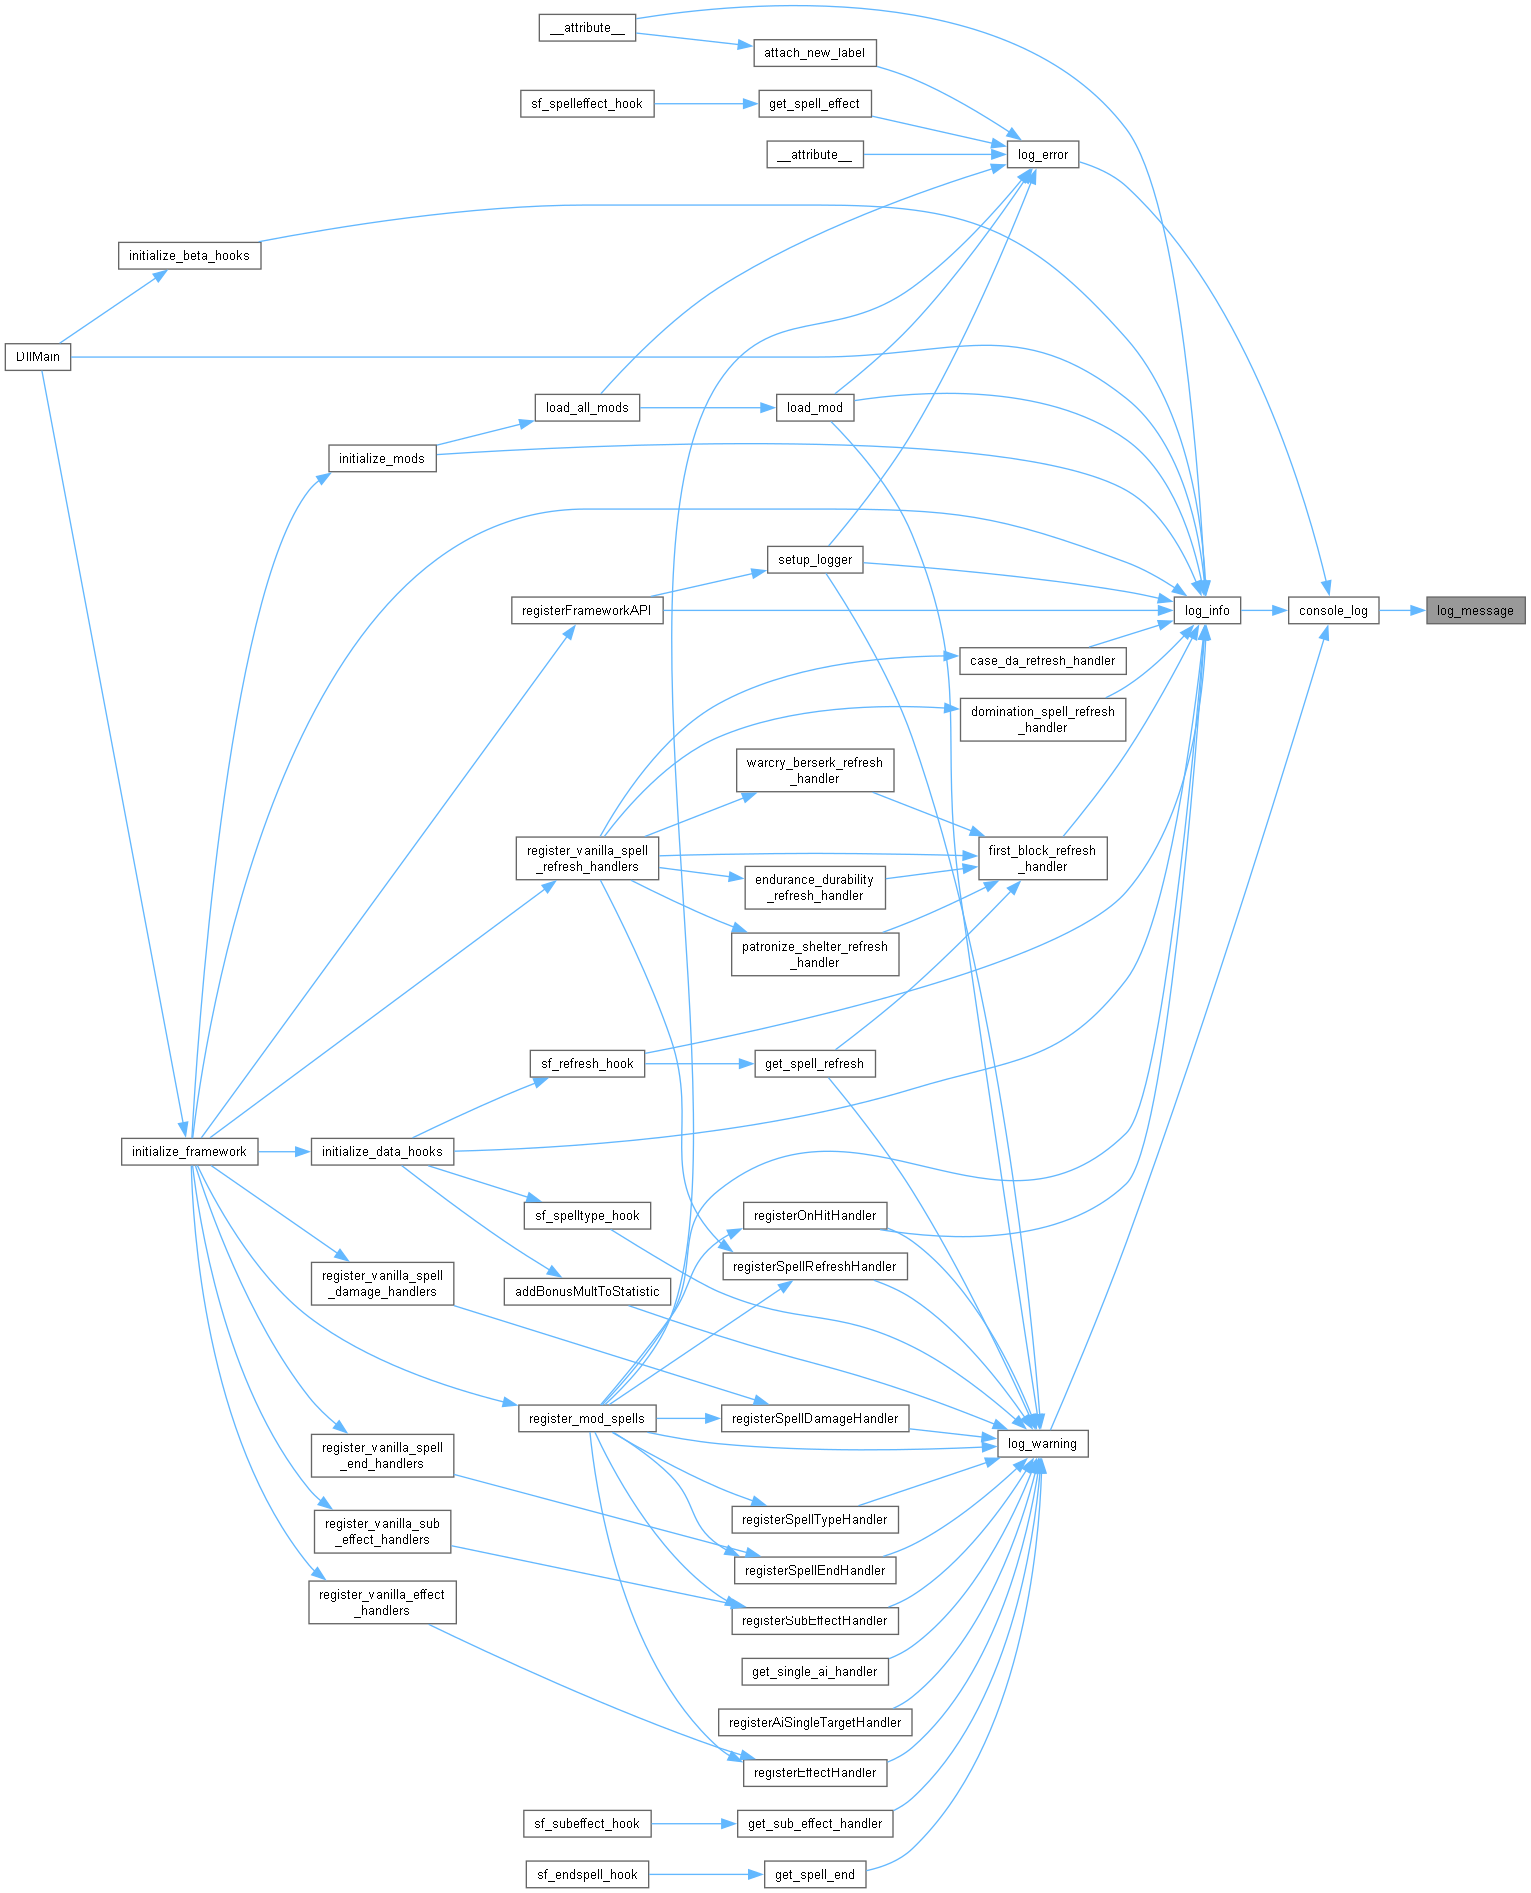 __attribute__
attach_new_label
sf_spelleffect_hook
get_spell_effect
__attribute__
log_error
initialize_beta_hooks
DllMain
load_all_mods
load_mod
initialize_mods
setup_logger
registerFrameworkAPI
log_info
console_log
log_message
case_da_refresh_handler
domination_spell_refresh
_handler
warcry_berserk_refresh
_handler
register_vanilla_spell
_refresh_handlers
first_block_refresh
_handler
endurance_durability
_refresh_handler
patronize_shelter_refresh
_handler
sf_refresh_hook
get_spell_refresh
initialize_framework
initialize_data_hooks
sf_spelltype_hook
registerOnHitHandler
registerSpellRefreshHandler
register_vanilla_spell
_damage_handlers
addBonusMultToStatistic
register_mod_spells
registerSpellDamageHandler
log_warning
register_vanilla_spell
_end_handlers
registerSpellTypeHandler
register_vanilla_sub
_effect_handlers
registerSpellEndHandler
register_vanilla_effect
_handlers
registerSubEffectHandler
get_single_ai_handler
registerAiSingleTargetHandler
registerEffectHandler
sf_subeffect_hook
get_sub_effect_handler
sf_endspell_hook
get_spell_end